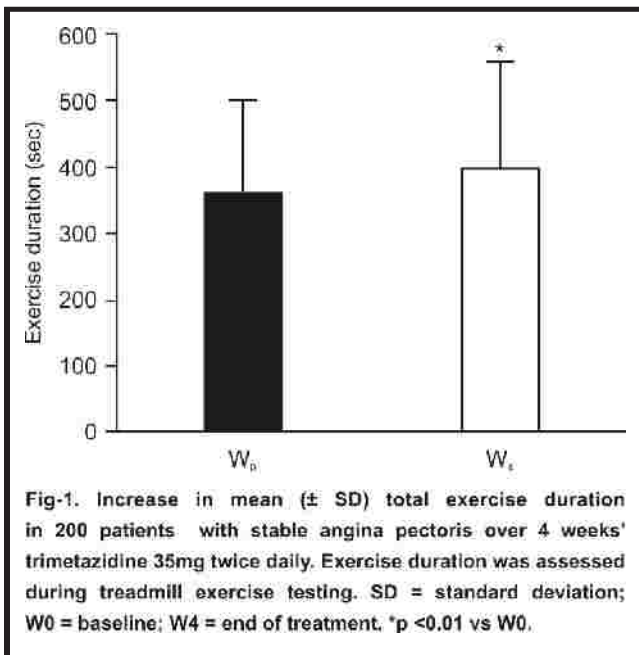 600
500
400
300
200
100
0
Exercise duration (sec)
*
W₀ W₄
Fig-1. Increase in mean (± SD) total exercise duration
in 200 patients with stable angina pectoris over 4 weeks'
trimetazidine 35mg twice daily. Exercise duration was assessed
during treadmill exercise testing. SD = standard deviation;
W0 = baseline; W4 = end of treatment. *p <0.01 vs W0.